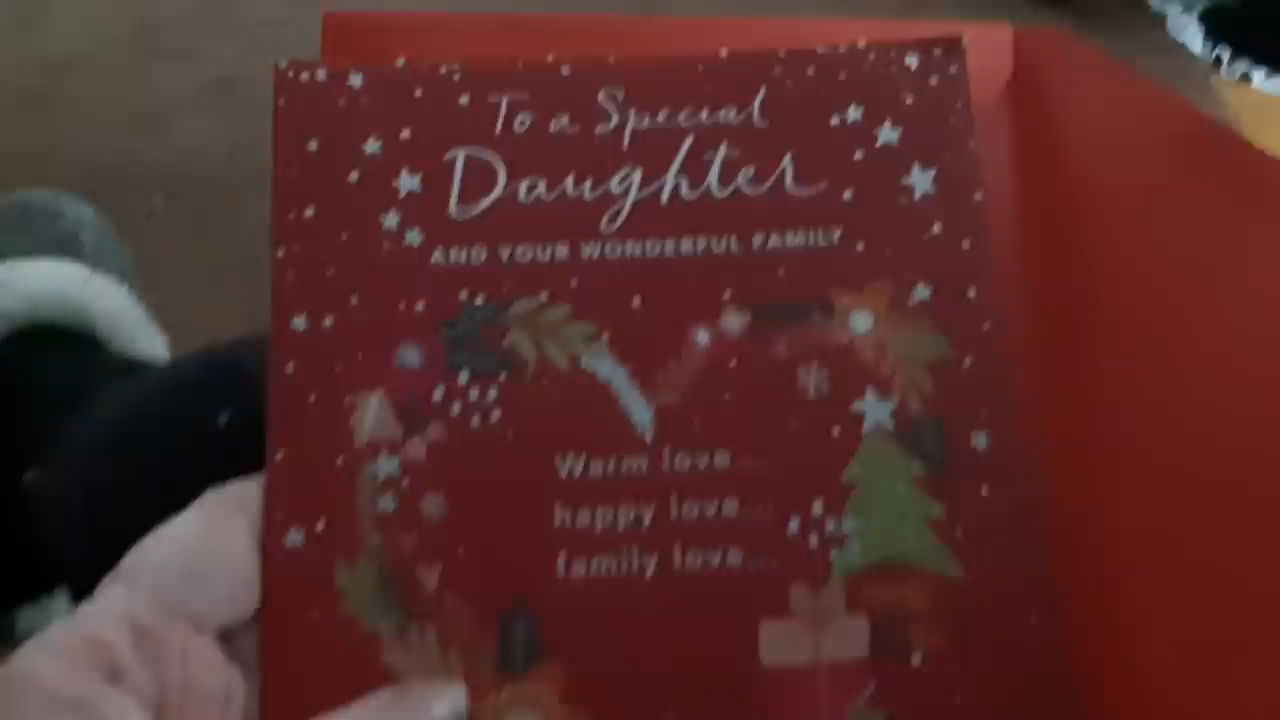 To a Special
Daughter
AND YOUR WONDERFUL FAMILY
Warm love...
happy love...
family love...